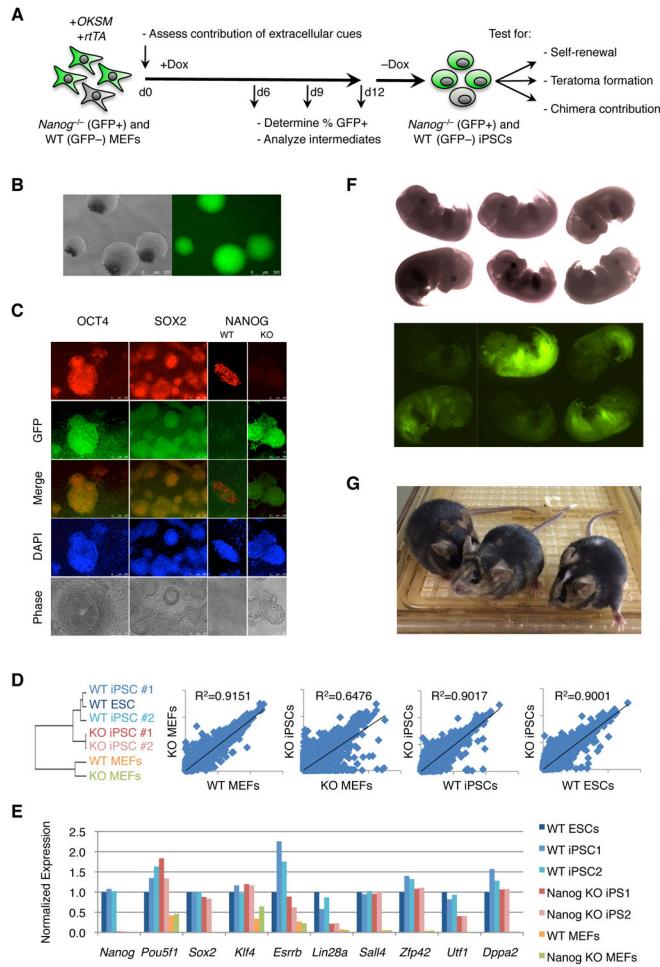 A
+OKSM
+rtTA
- Assess contribution of extracellular cues
+Dox
–Dox
d0
d6
d9
d12
- Determine % GFP+
- Analyze intermediates
Nanog–/– (GFP+) and
WT (GFP–) MEFs
Nanog–/– (GFP+) and
WT (GFP–) iPSCs
Test for:
- Self-renewal
- Teratoma formation
- Chimera contribution
B
C
OCT4 SOX2 NANOG
WT KO
GFP
Merge
DAPI
Phase
F
G
D
WT iPSC #1
WT ESC
WT iPSC #2
KO iPSC #1
KO iPSC #2
WT MEFs
KO MEFs
R²=0.9151
KO MEFs
WT MEFs
R²=0.6476
KO iPSCs
KO MEFs
R²=0.9017
KO iPSCs
WT iPSCs
R²=0.9001
KO iPSCs
WT ESCs
E
Normalized Expression
2.5
2.0
1.5
1.0
0.5
0
Nanog Pou5f1 Sox2 Klf4 Esrrb Lin28a Sall4 Zfp42 Utf1 Dppa2
WT ESCs
WT iPSC1
WT iPSC2
Nanog KO iPS1
Nanog KO iPS2
WT MEFs
Nanog KO MEFs